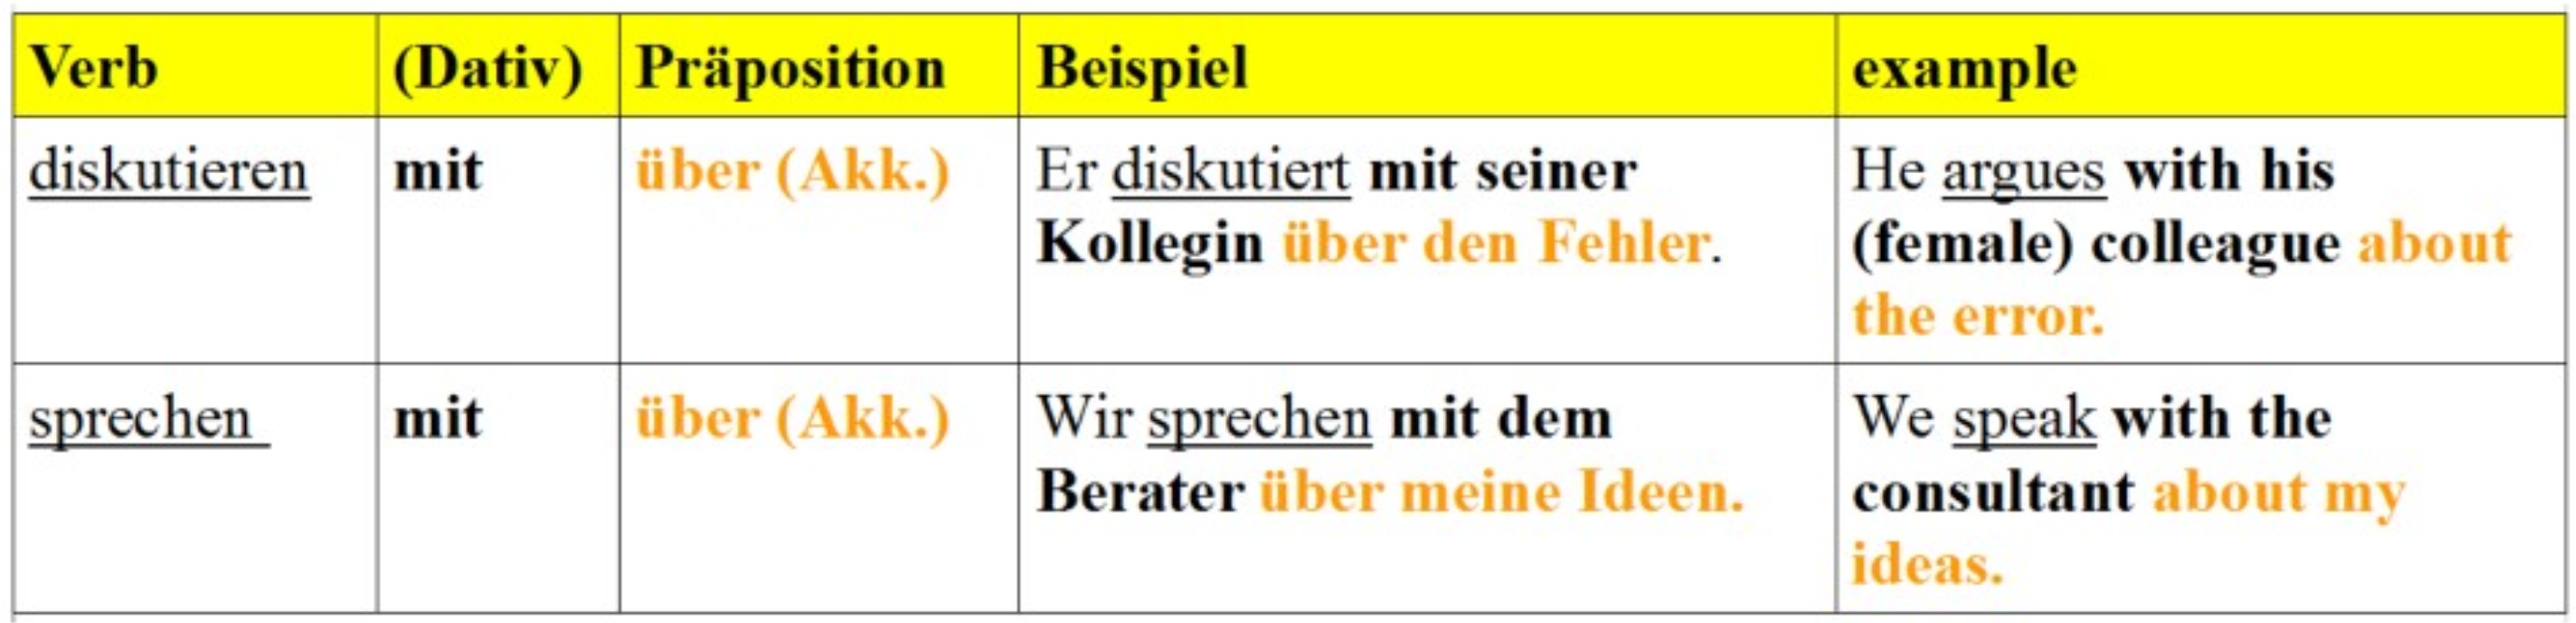 Verb (Dativ) Präposition Beispiel example
diskutieren mit über (Akk.) Er diskutiert mit seiner
Kollegin über den Fehler.
He argues with his
(female) colleague about
the error.
sprechen mit über (Akk.) Wir sprechen mit dem
Berater über meine Ideen.
We speak with the
consultant about my
ideas.